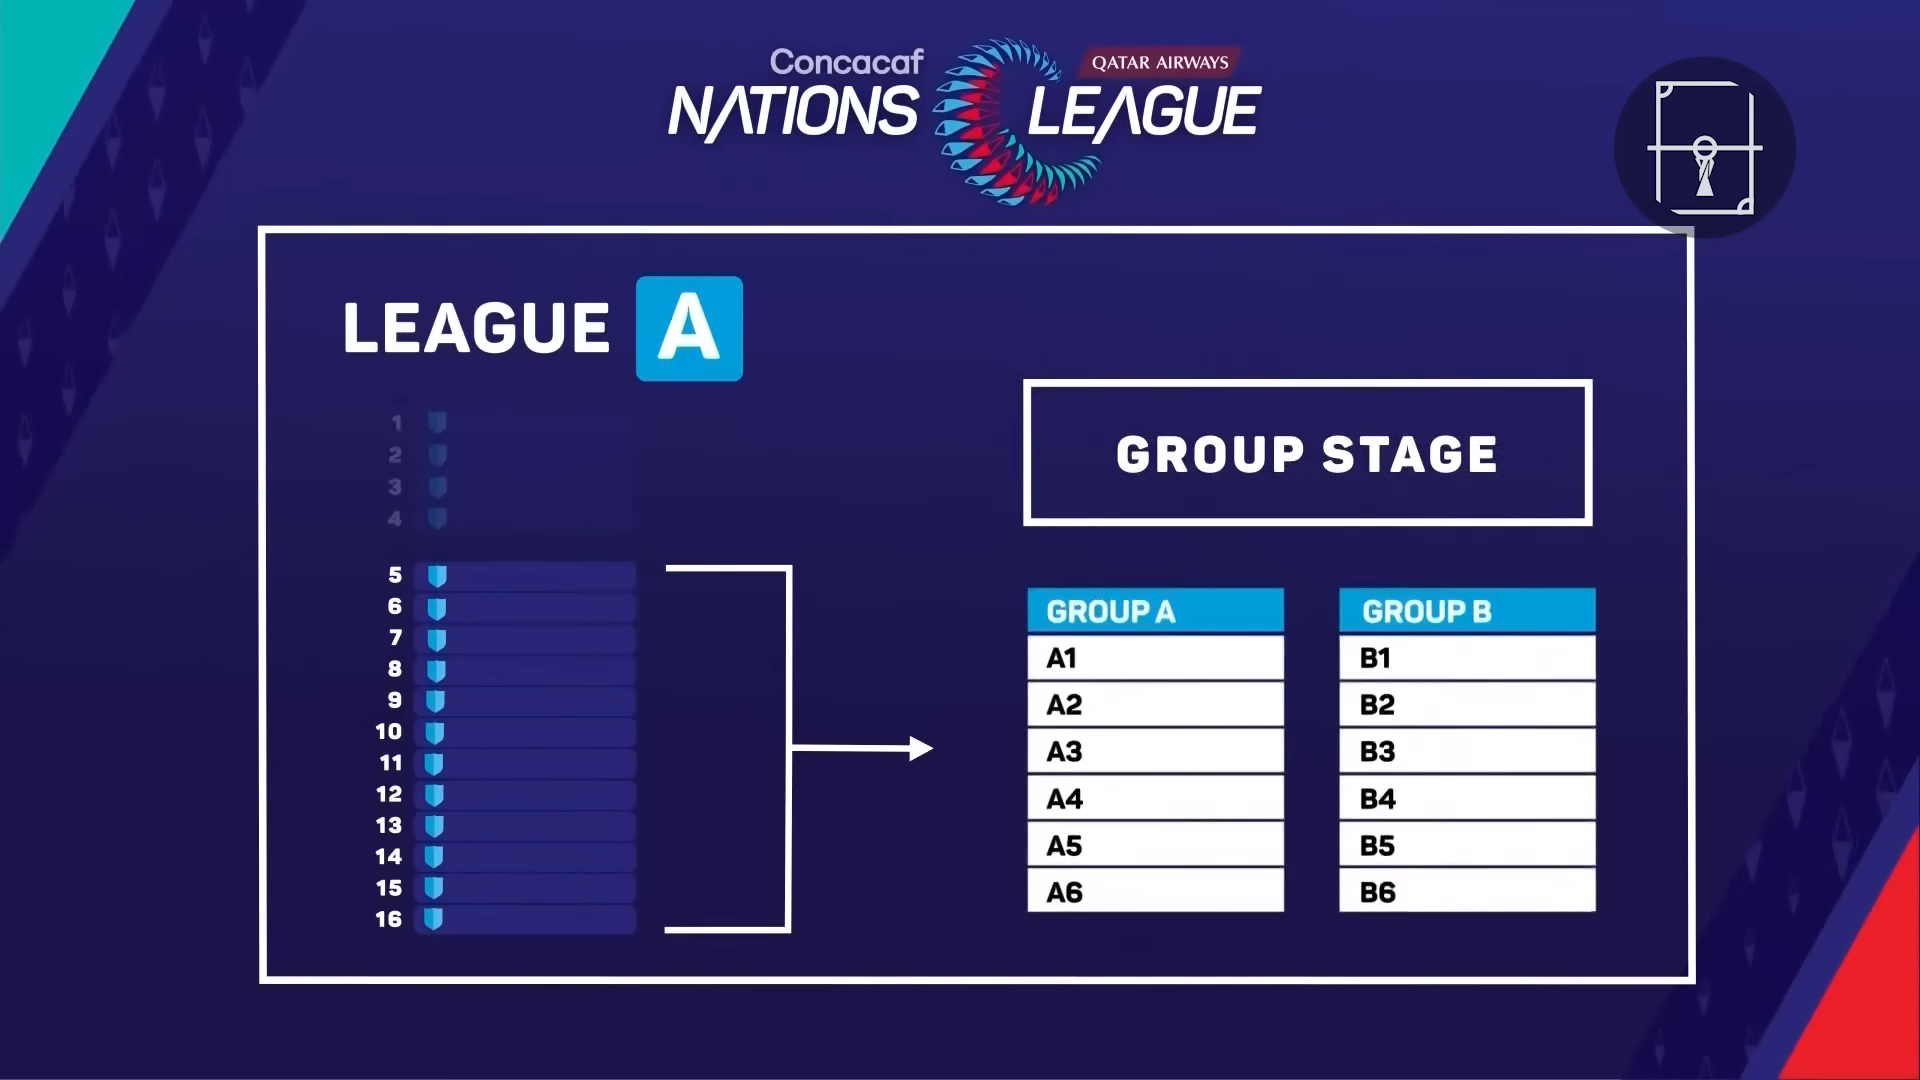 Concacaf
NATIONS LEAGUE
QATAR AIRWAYS
LEAGUE A
1
2
3
4
5
6
7
8
9
10
11
12
13
14
15
16
GROUP STAGE
GROUP A
A1
A2
A3
A4
A5
A6
GROUP B
B1
B2
B3
B4
B5
B6